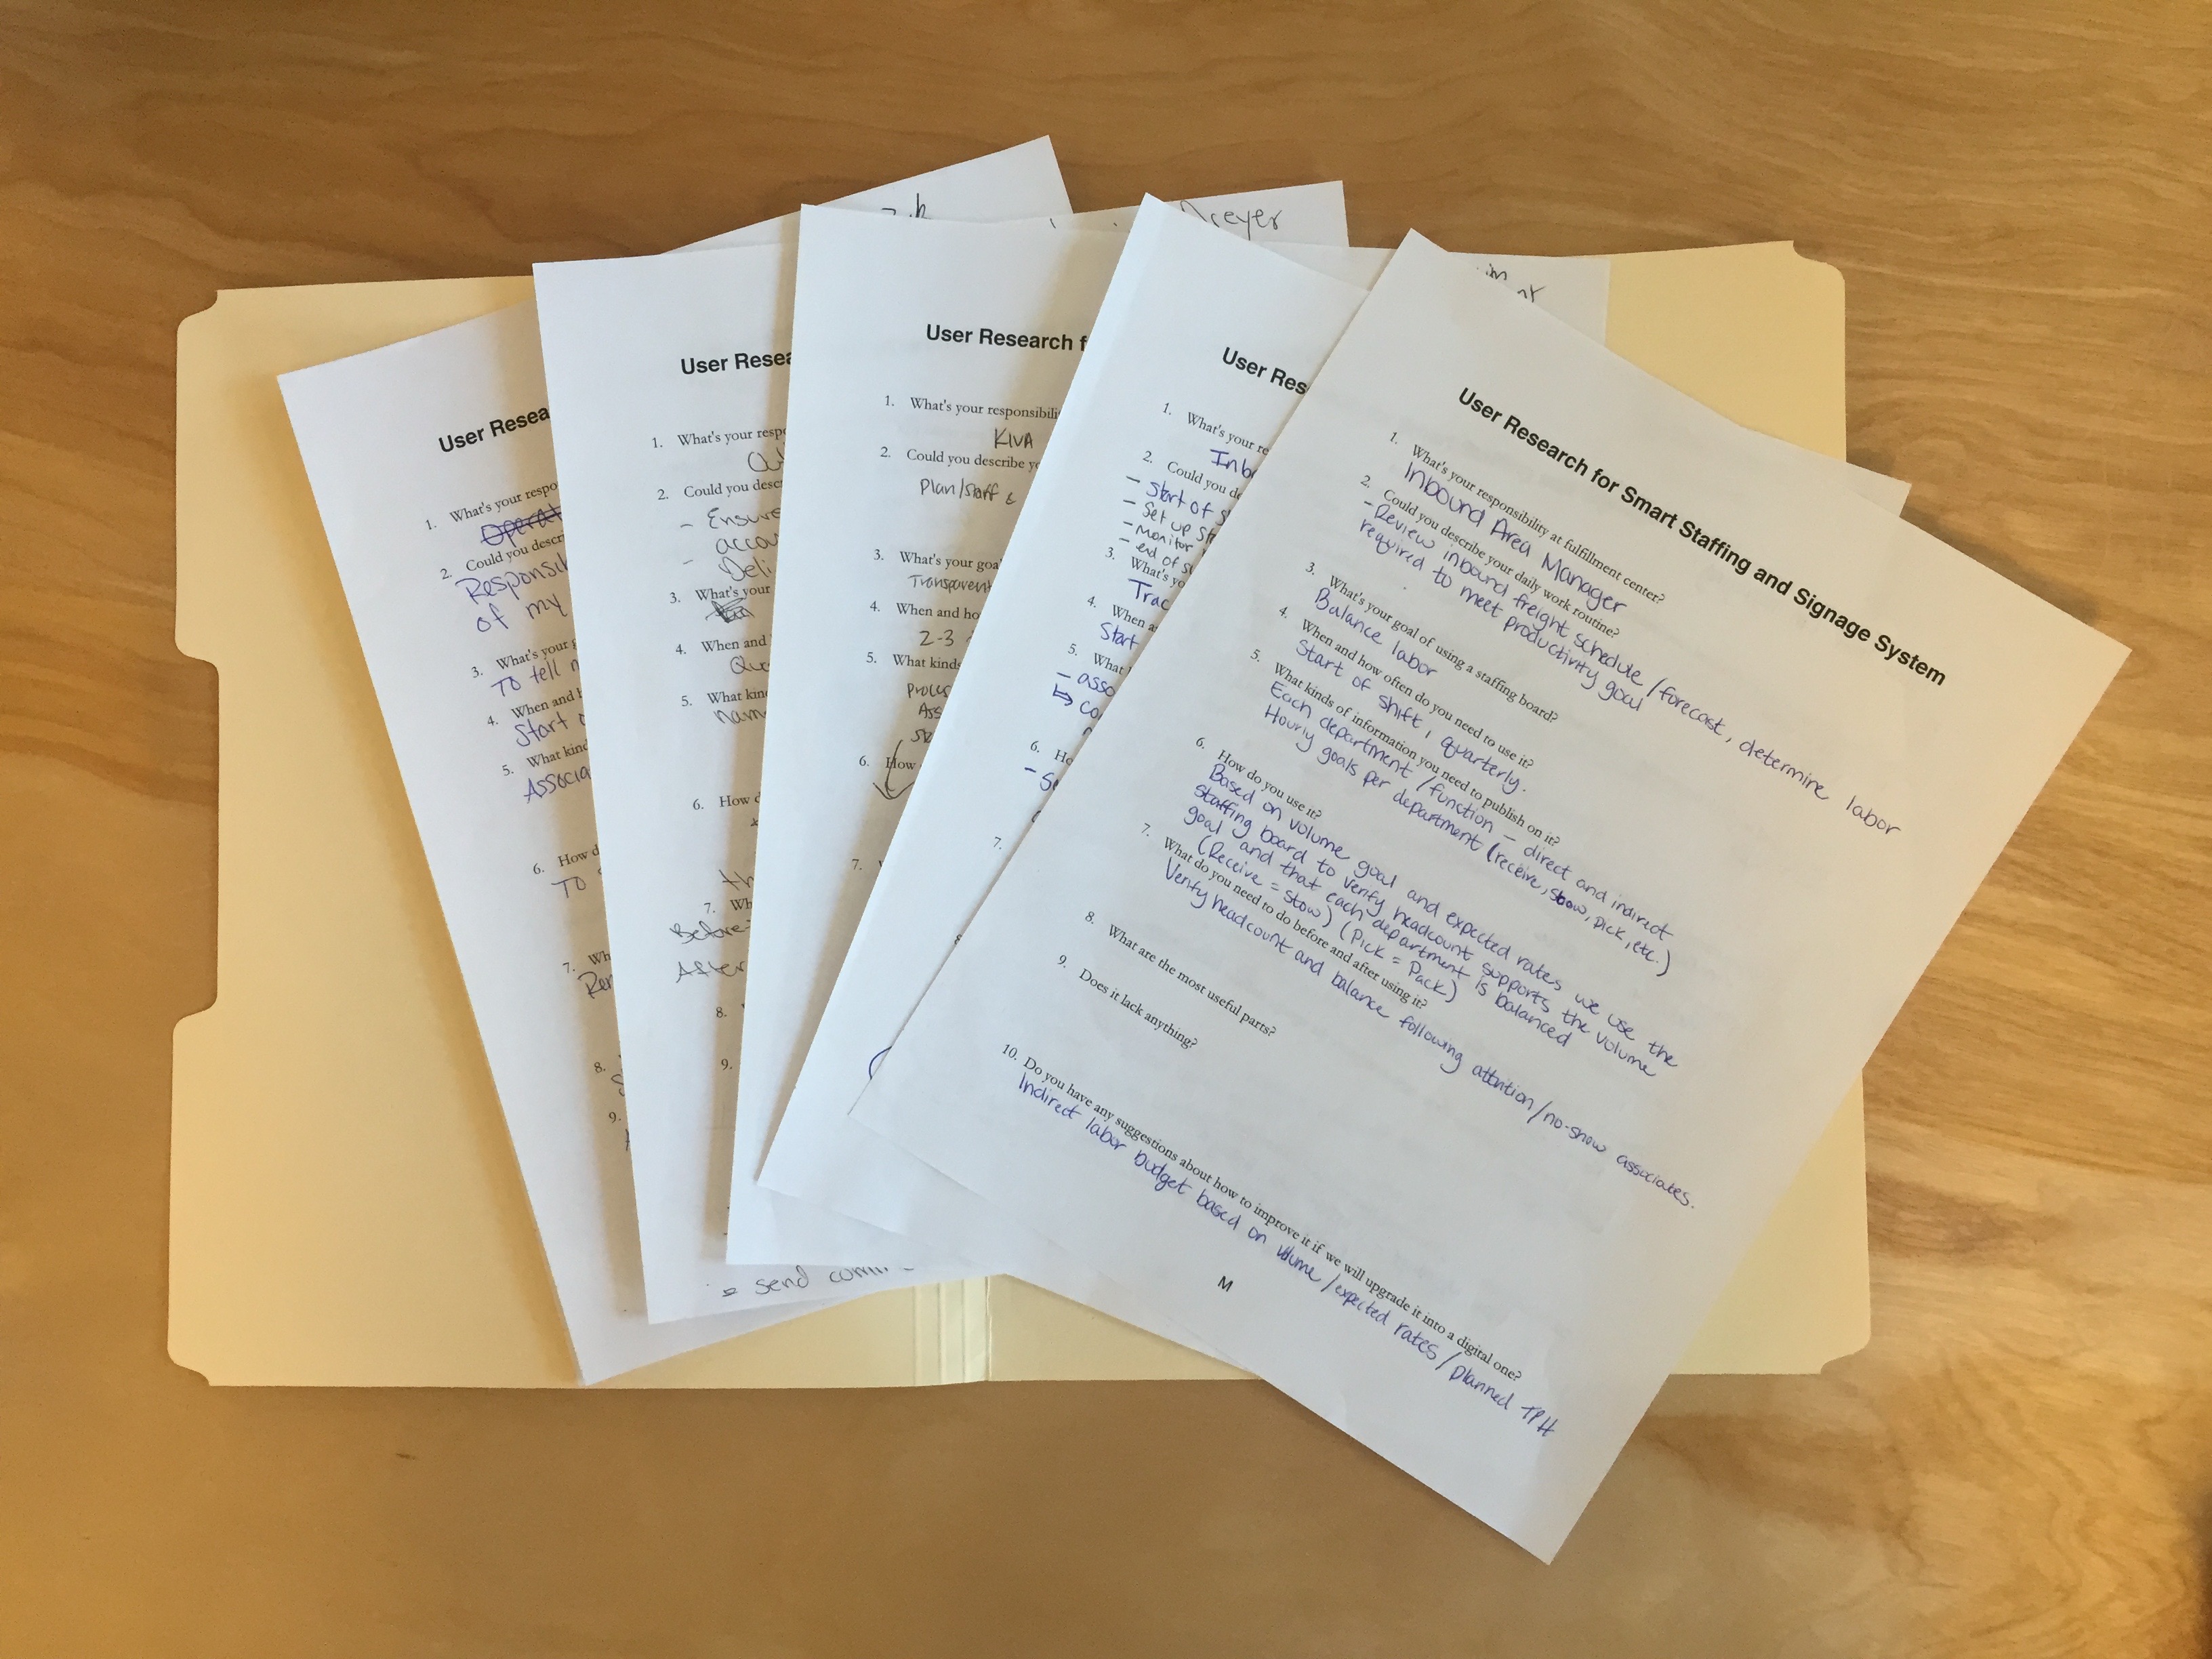 User Resea
1. What's your respo
Operat
2. Could you descr
Responsi
of my
3. What's your g
To tell
4. When and
Start
5. What kind
Associa
6. How d
To
7. Wh
8.
9.
User Resea
1. What's your resp
2. Could you desc
- Ensure
accou
- Deli
3. What's your
4. When and
5. What kin
name
6. How d
th
7. Wh
Before
After
8.
9.
send comm
User Research f
1. What's your responsibili
KIVA
2. Could you describe yo
Plan/staff &
3. What's your goa
Transparent
4. When and ho
2-3
5. What kinds
Proces
Ass
6. How
7.
reyer
User Res
1. What's your re
Inbo
2. Could you de
- Start of S
- Set up St
- monitor
- end of s
3. What's yo
Trac
4. When a
Start
5. What
- asso
⇨ co
6. Ho
7.
User Research for Smart Staffing and Signage System
1. What's your responsibility at fulfillment center?
Inbound Area Manager
2. Could you describe your daily work routine?
- Review inbound freight schedule/forecast, determine labor
required to meet productivity goal
3. What's your goal of using a staffing board?
Balance labor
4. When and how often do you need to use it?
Start of shift, quarterly.
5. What kinds of information you need to publish on it?
Each department/function - direct and indirect
Hourly goals per department (receive, stow, pick, etc.)
6. How do you use it?
Based on volume goal and expected rates we use the
staffing board to verify headcount supports the volume
goal and that each department is balanced
(Receive = stow) (Pick = Pack)
7. What do you need to do before and after using it?
Verify headcount and balance following attrition/no-show associates.
8. What are the most useful parts?
9. Does it lack anything?
10. Do you have any suggestions about how to improve it if we will upgrade it into a digital one?
Indirect labor budget based on volume/expected rates/planned TPH
M